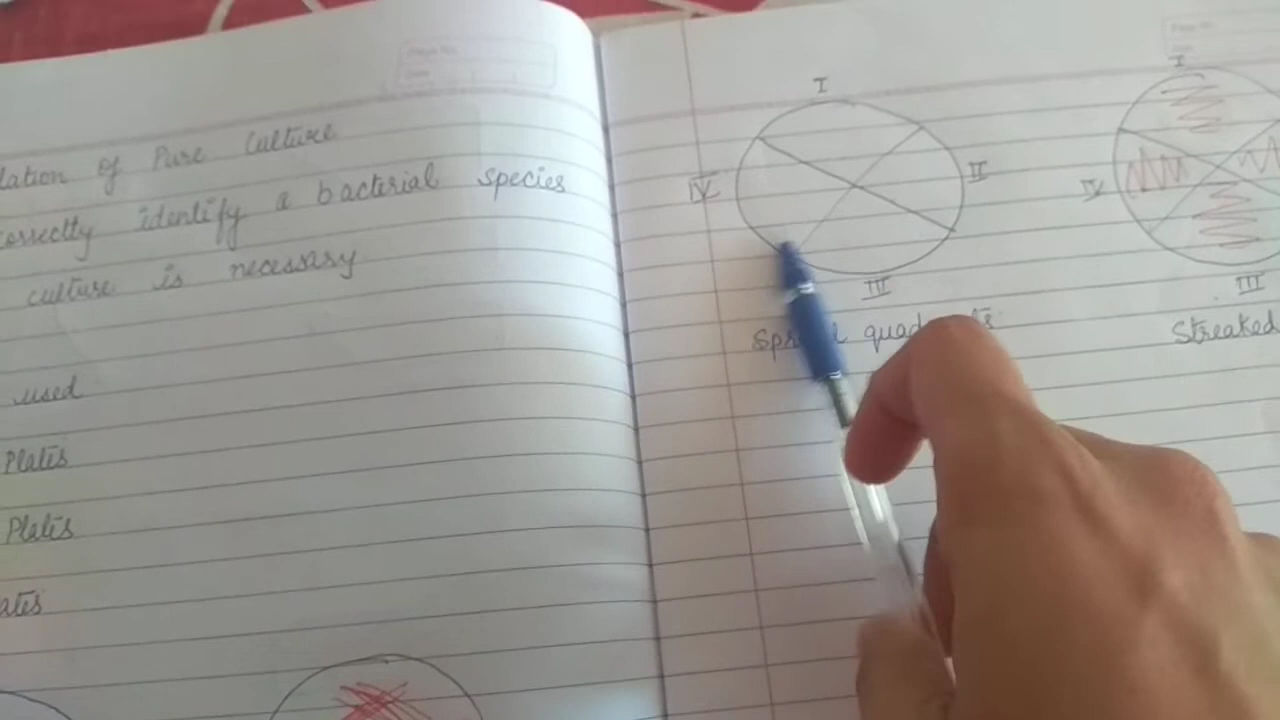 lation of Pure Culture
correctly identify a bacterial species
culture is necessary
used
Plates
Plates
ates
I
II
III
IV
quadrants
I
IV
III
Streaked